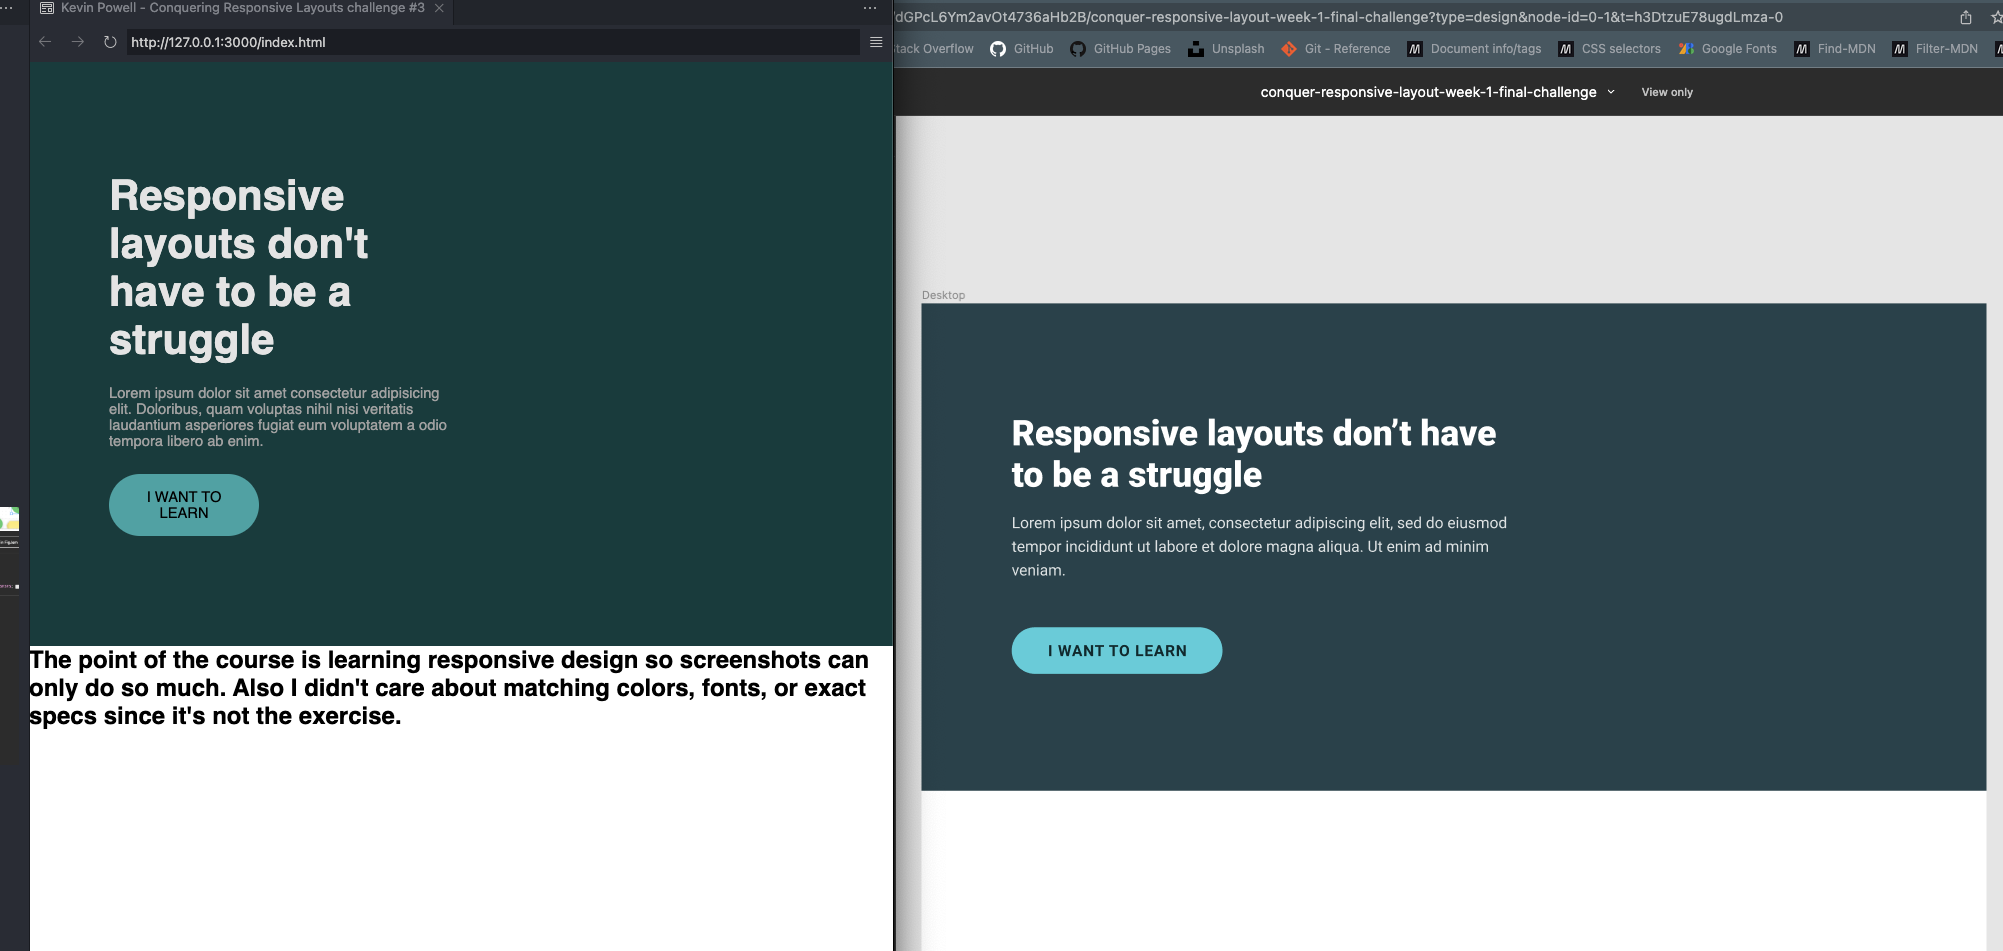 Kevin Powell - Conquering Responsive Layouts challenge #3
http://127.0.0.1:3000/index.html
Responsive
layouts don't
have to be a
struggle
Lorem ipsum dolor sit amet consectetur adipisicing
elit. Doloribus, quam voluptas nihil nisi veritatis
laudantium asperiores fugiat eum voluptatem a odio
tempora libero ab enim.
I WANT TO
LEARN
The point of the course is learning responsive design so screenshots can
only do so much. Also I didn't care about matching colors, fonts, or exact
specs since it's not the exercise.
dGPcL6Ym2avOt4736aHb2B/conquer-responsive-layout-week-1-final-challenge?type=design&node-id=0-1&t=h3DtzuE78ugdLmza-0
tack Overflow GitHub GitHub Pages Unsplash Git - Reference Document info/tags CSS selectors Google Fonts Find-MDN Filter-MDN
conquer-responsive-layout-week-1-final-challenge View only
Desktop
Responsive layouts don’t have
to be a struggle
Lorem ipsum dolor sit amet, consectetur adipiscing elit, sed do eiusmod
tempor incididunt ut labore et dolore magna aliqua. Ut enim ad minim
veniam.
I WANT TO LEARN